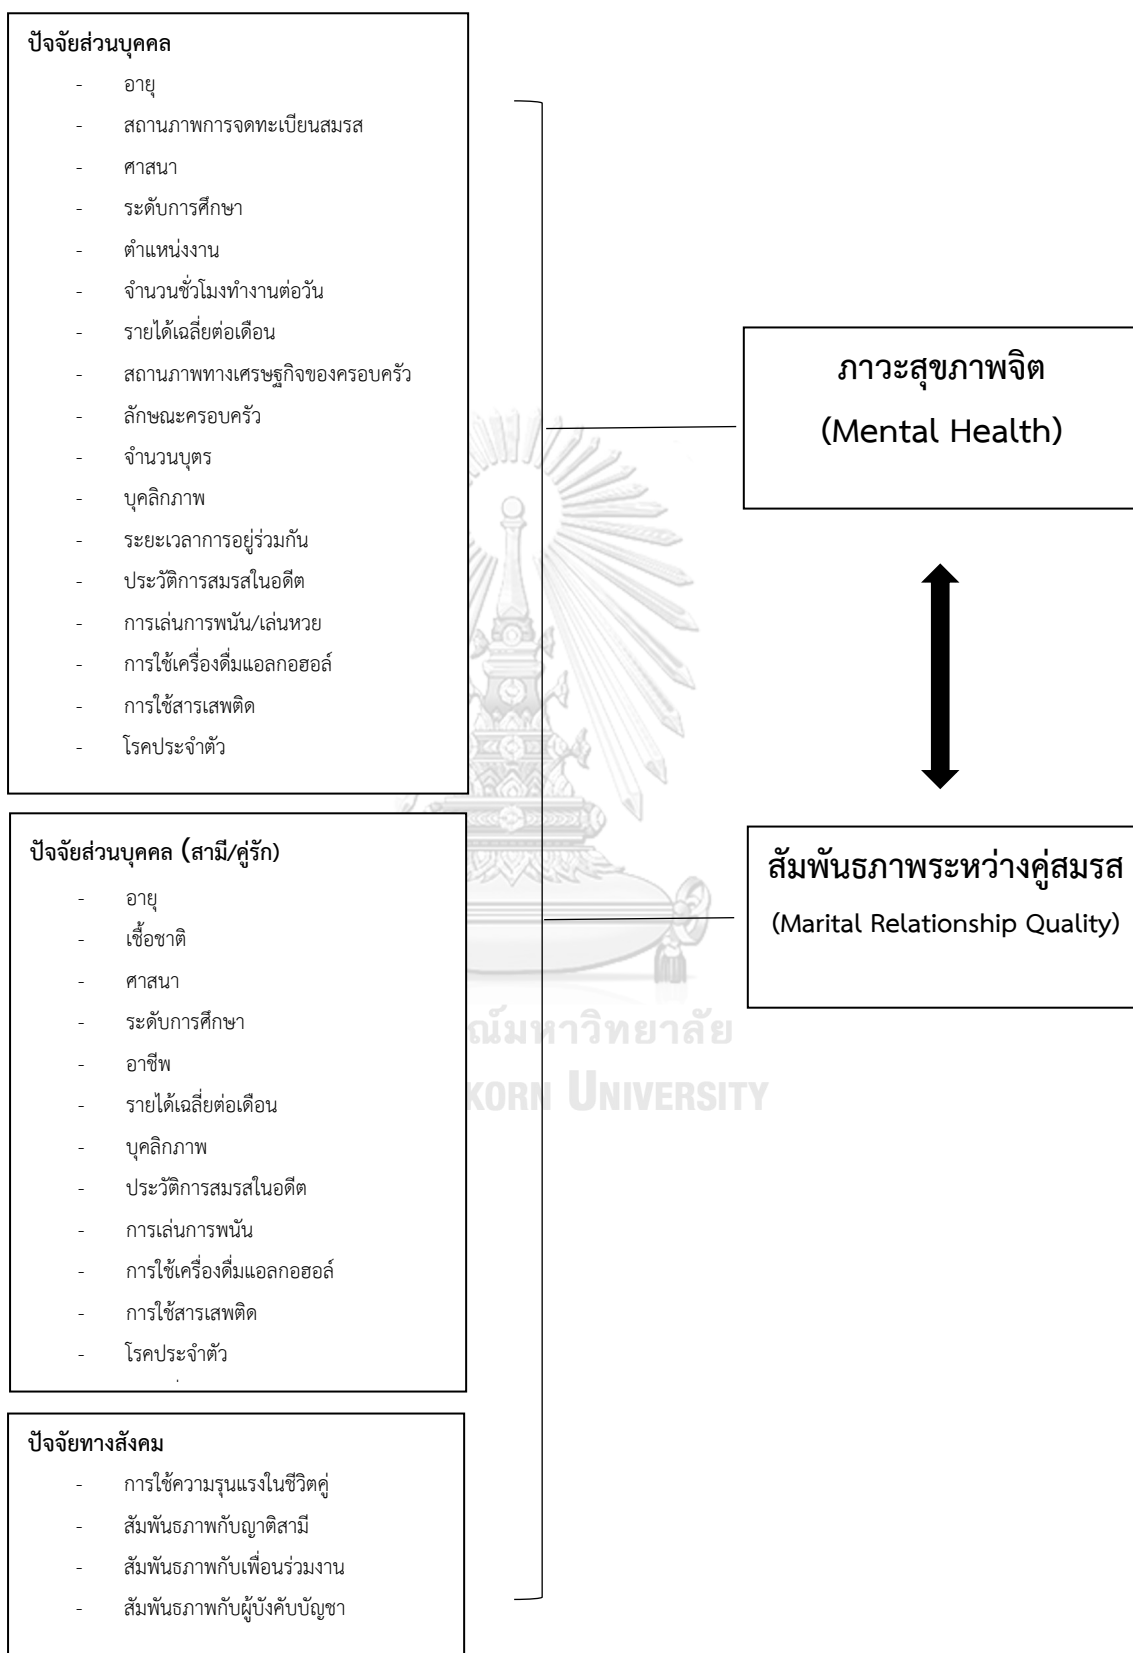 ปัจจัยส่วนบุคคล
- อายุ
- สถานภาพการจดทะเบียนสมรส
- ศาสนา
- ระดับการศึกษา
- ตำแหน่งงาน
- จำนวนชั่วโมงทำงานต่อวัน
- รายได้เฉลี่ยต่อเดือน
- สถานภาพทางเศรษฐกิจของครอบครัว
- ลักษณะครอบครัว
- จำนวนบุตร
- บุคลิกภาพ
- ระยะเวลาการอยู่ร่วมกัน
- ประวัติการสมรสในอดีต
- การเล่นการพนัน/เล่นหวย
- การใช้เครื่องดื่มแอลกอฮอล์
- การใช้สารเสพติด
- โรคประจำตัว
ปัจจัยส่วนบุคคล (สามี/คู่รัก)
- อายุ
- เชื้อชาติ
- ศาสนา
- ระดับการศึกษา
- อาชีพ
- รายได้เฉลี่ยต่อเดือน
- บุคลิกภาพ
- ประวัติการสมรสในอดีต
- การเล่นการพนัน
- การใช้เครื่องดื่มแอลกอฮอล์
- การใช้สารเสพติด
- โรคประจำตัว
ปัจจัยทางสังคม
- การใช้ความรุนแรงในชีวิตคู่
- สัมพันธภาพกับญาติสามี
- สัมพันธภาพกับเพื่อนร่วมงาน
- สัมพันธภาพกับผู้บังคับบัญชา
ภาวะสุขภาพจิต
(Mental Health)
สัมพันธภาพระหว่างคู่สมรส
(Marital Relationship Quality)
ณ์มหาวิทยาลัย
KORN UNIVERSITY